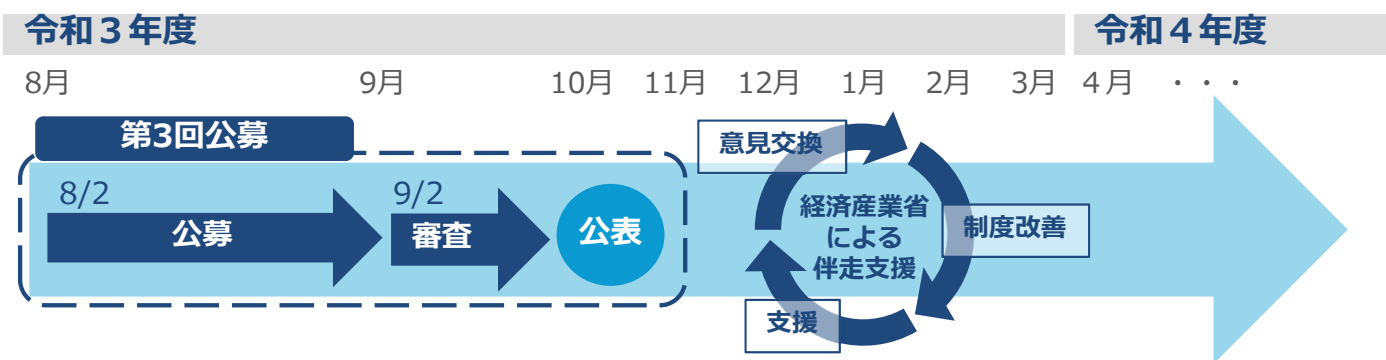 令和３年度
令和４年度
8月
9月
10月
11月
12月
1月
2月
3月
４月
・・・
第3回公募
8/2
公募
9/2
審査
公表
意見交換
経済産業省
による
伴走支援
制度改善
支援